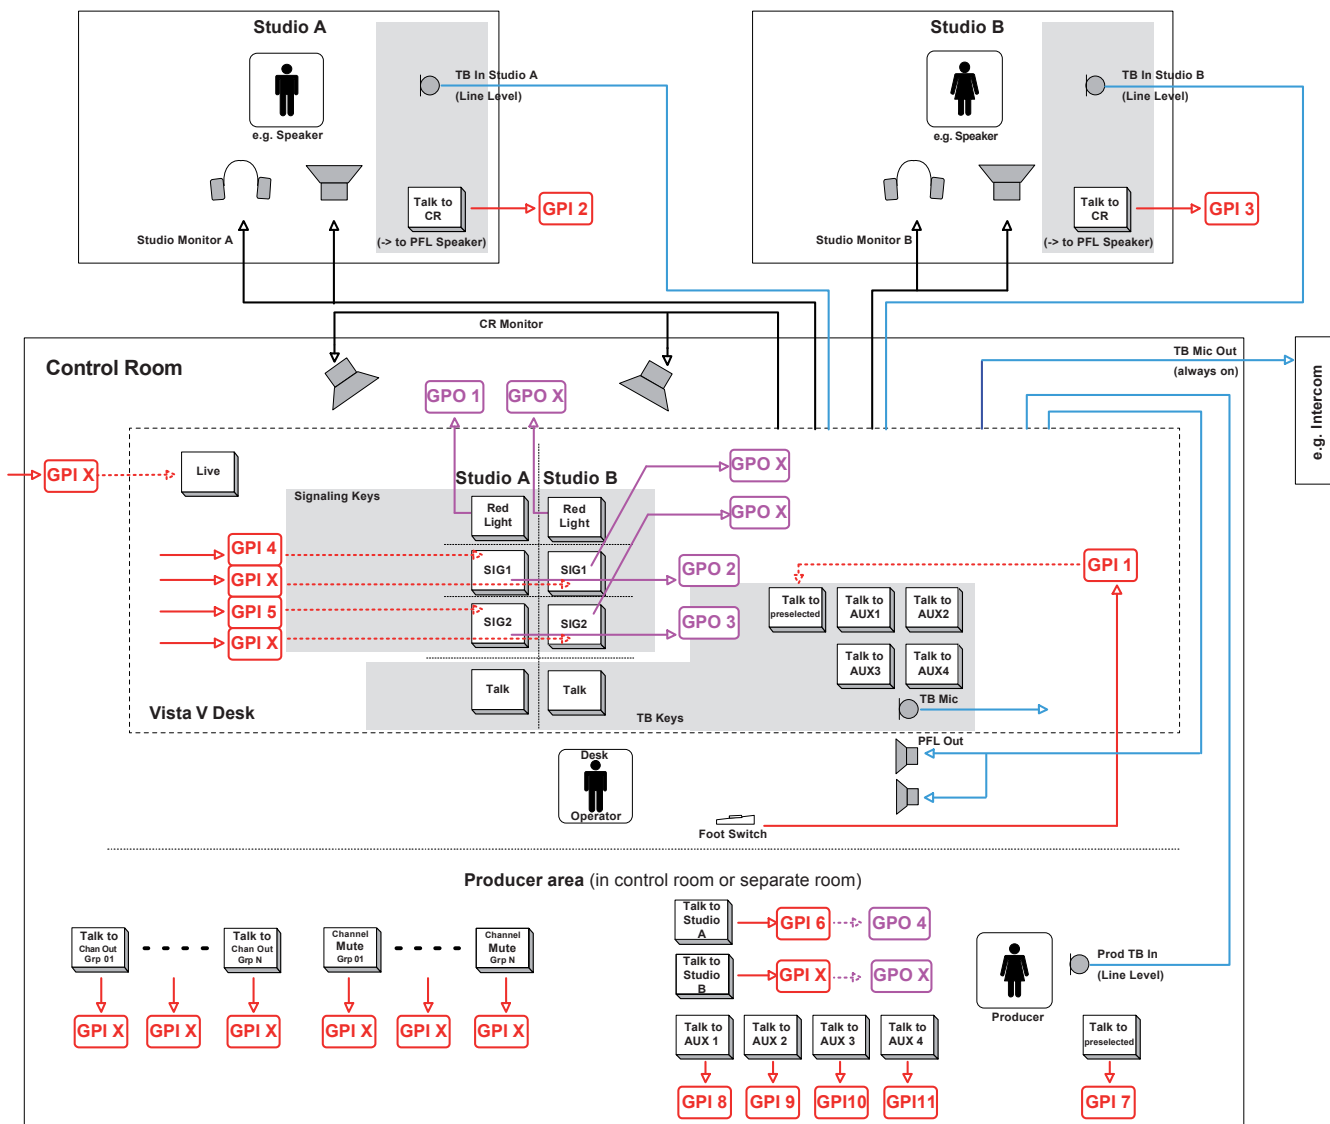 Studio A
TB In Studio A
(Line Level)
e.g. Speaker
Talk to
CR
GPI 2
Studio Monitor A
(-> to PFL Speaker)
Studio B
TB In Studio B
(Line Level)
e.g. Speaker
Talk to
CR
GPI 3
Studio Monitor B
(-> to PFL Speaker)
CR Monitor
TB Mic Out
(always on)
e.g. Intercom
Control Room
GPO 1
GPO X
GPI X
Live
Studio A
Studio B
GPO X
Signaling Keys
Red
Light
Red
Light
GPO X
GPI 4
SIG1
SIG1
GPO 2
GPI 1
GPI X
GPI 5
SIG2
SIG2
GPO 3
GPI X
Talk to
preselected
Talk to
AUX1
Talk to
AUX2
Talk to
AUX3
Talk to
AUX4
Talk
Talk
TB Mic
Vista V Desk
TB Keys
PFL Out
Desk
Operator
Foot Switch
Producer area (in control room or separate room)
Talk to
Chan Out
Grp 01
Talk to
Chan Out
Grp N
Channel
Mute
Grp 01
Channel
Mute
Grp N
GPI X
GPI X
GPI X
GPI X
GPI X
GPI X
Talk to
Studio
A
GPI 6
GPO 4
Talk to
Studio
B
GPI X
GPO X
Prod TB In
(Line Level)
Producer
Talk to
AUX 1
Talk to
AUX 2
Talk to
AUX 3
Talk to
AUX 4
Talk to
preselected
GPI 8
GPI 9
GPI10
GPI11
GPI 7